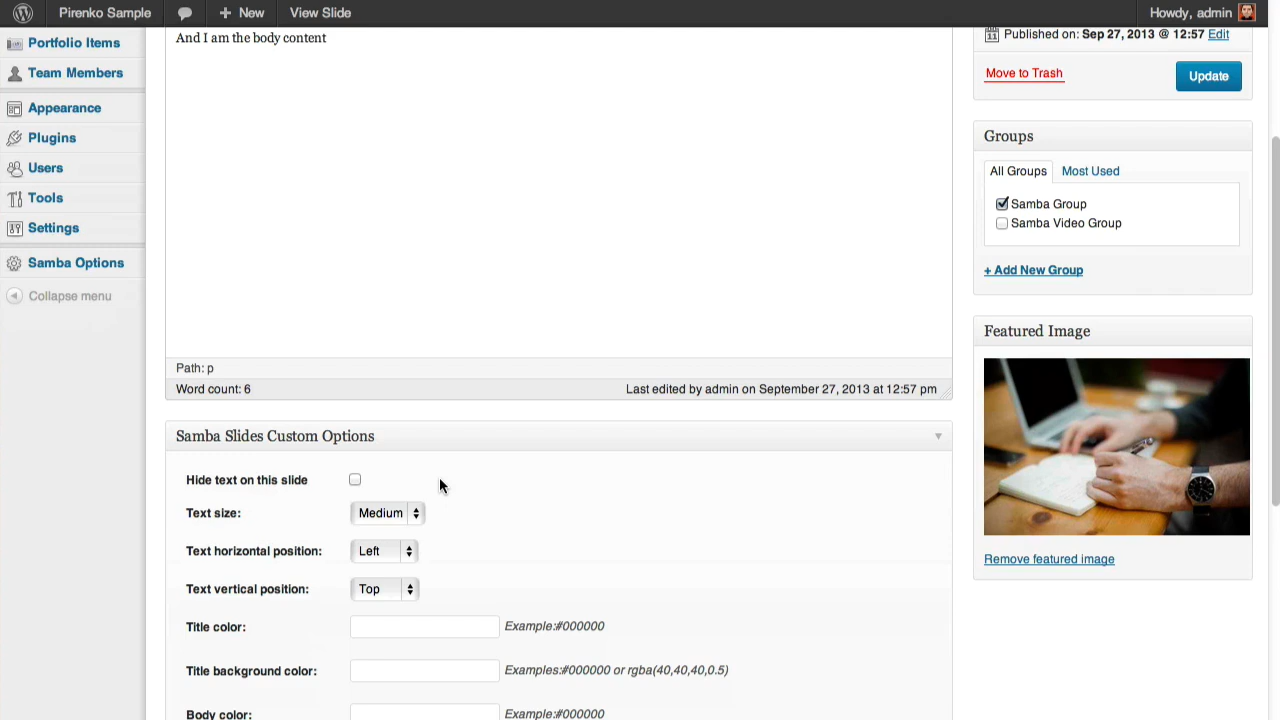 Pirenko Sample
New
View Slide
Howdy, admin
Portfolio Items
Team Members
Appearance
Plugins
Users
Tools
Settings
Samba Options
Collapse menu
And I am the body content
Path: p
Word count: 6
Last edited by admin on September 27, 2013 at 12:57 pm
Samba Slides Custom Options
Hide text on this slide
Text size: Medium
Text horizontal position: Left
Text vertical position: Top
Title color: Example:#000000
Title background color: Examples:#000000 or rgba(40,40,40,0.5)
Body color: Example:#000000
Published on: Sep 27, 2013 @ 12:57 Edit
Move to Trash
Update
Groups
All Groups Most Used
Samba Group
Samba Video Group
+ Add New Group
Featured Image
Remove featured image